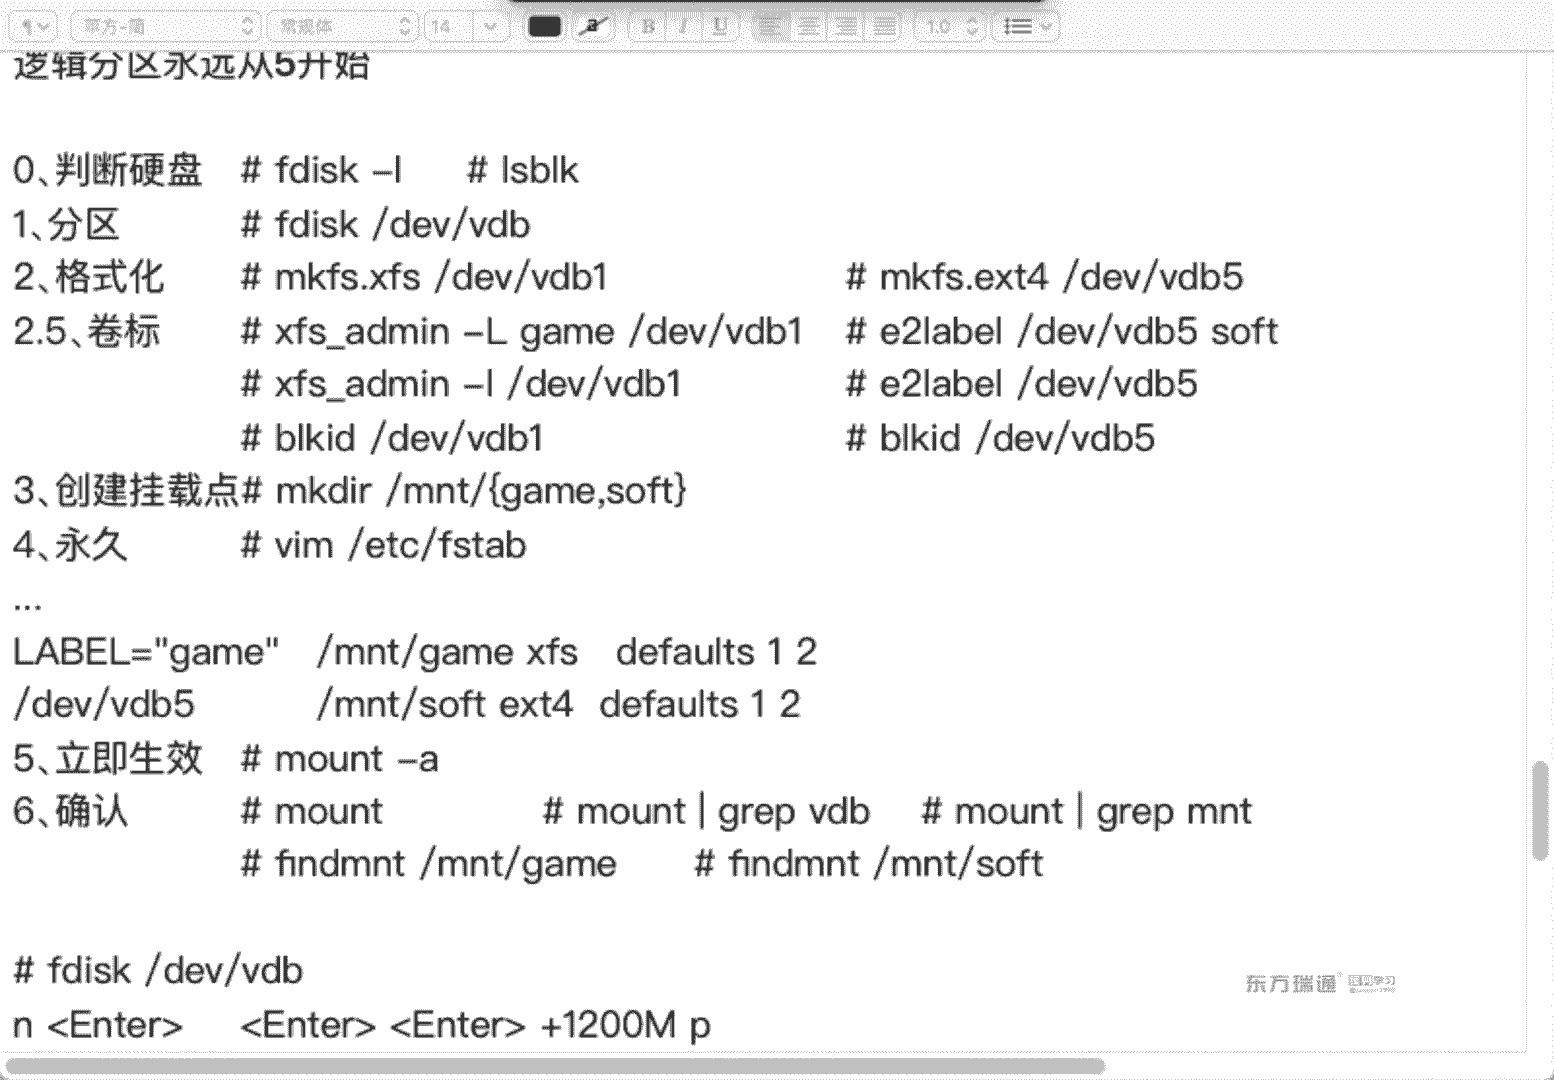 苹方-简 常规体 14 B I U 1.0
逻辑分区永远从5开始
0、判断硬盘 # fdisk -l # lsblk
1、分区 # fdisk /dev/vdb
2、格式化 # mkfs.xfs /dev/vdb1 # mkfs.ext4 /dev/vdb5
2.5、卷标 # xfs_admin -L game /dev/vdb1 # e2label /dev/vdb5 soft
# xfs_admin -l /dev/vdb1 # e2label /dev/vdb5
# blkid /dev/vdb1 # blkid /dev/vdb5
3、创建挂载点# mkdir /mnt/{game,soft}
4、永久 # vim /etc/fstab
...
LABEL="game" /mnt/game xfs defaults 1 2
/dev/vdb5 /mnt/soft ext4 defaults 1 2
5、立即生效 # mount -a
6、确认 # mount # mount | grep vdb # mount | grep mnt
# findmnt /mnt/game # findmnt /mnt/soft
# fdisk /dev/vdb
东方瑞通
n <Enter> <Enter> <Enter> +1200M p